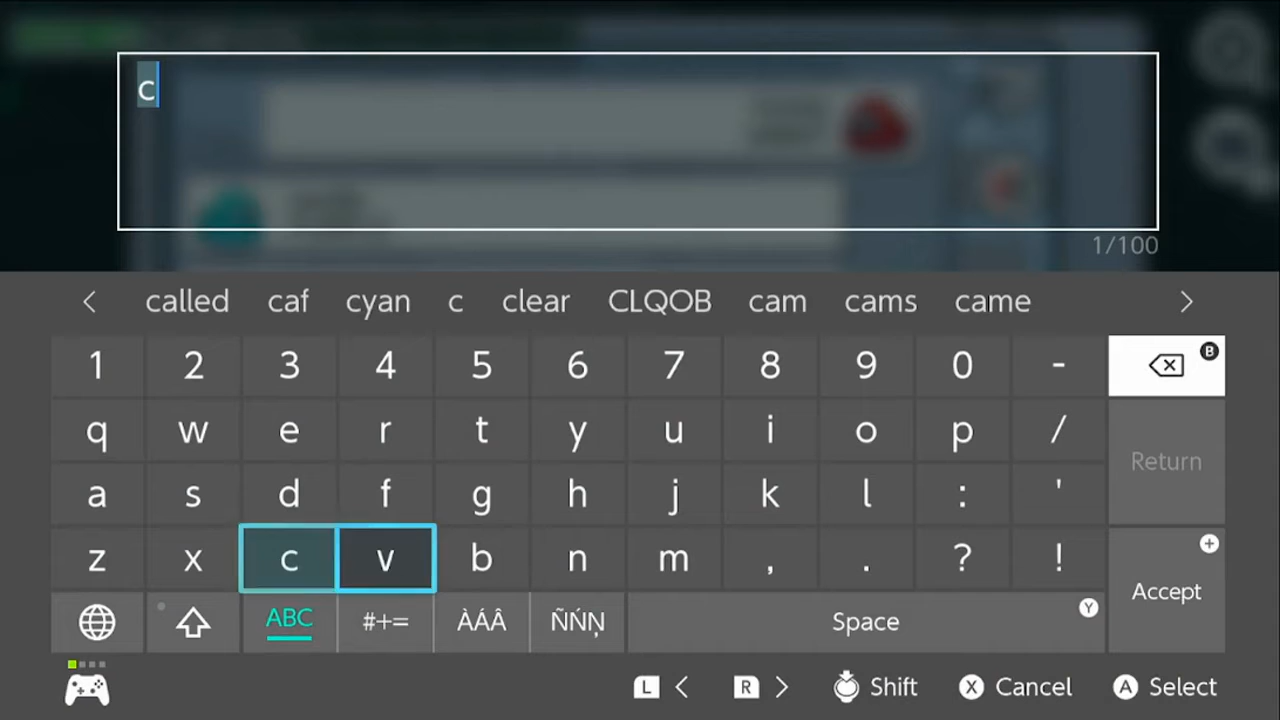 c
1/100
called caf cyan c clear CLQOB cam cams came
1 2 3 4 5 6 7 8 9 0 - B
q w e r t y u i o p /
Return
a s d f g h j k l : '
z x c v b n m , . ? !
Accept
ABC #+= ÀÁÂ ÑŃŅ Space Y
L R Shift X Cancel A Select